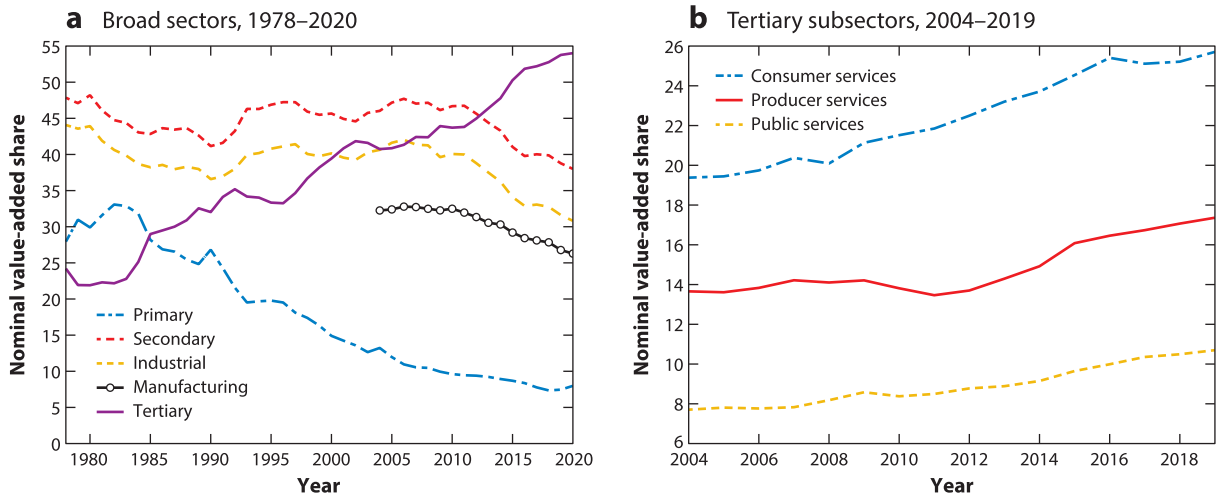 a Broad sectors, 1978–2020
Nominal value-added share
55
50
45
40
35
30
25
20
15
10
5
0
Primary
Secondary
Industrial
Manufacturing
Tertiary
1980 1985 1990 1995 2000 2005 2010 2015 2020
Year
b Tertiary subsectors, 2004–2019
Nominal value-added share
26
24
22
20
18
16
14
12
10
8
6
Consumer services
Producer services
Public services
2004 2006 2008 2010 2012 2014 2016 2018
Year